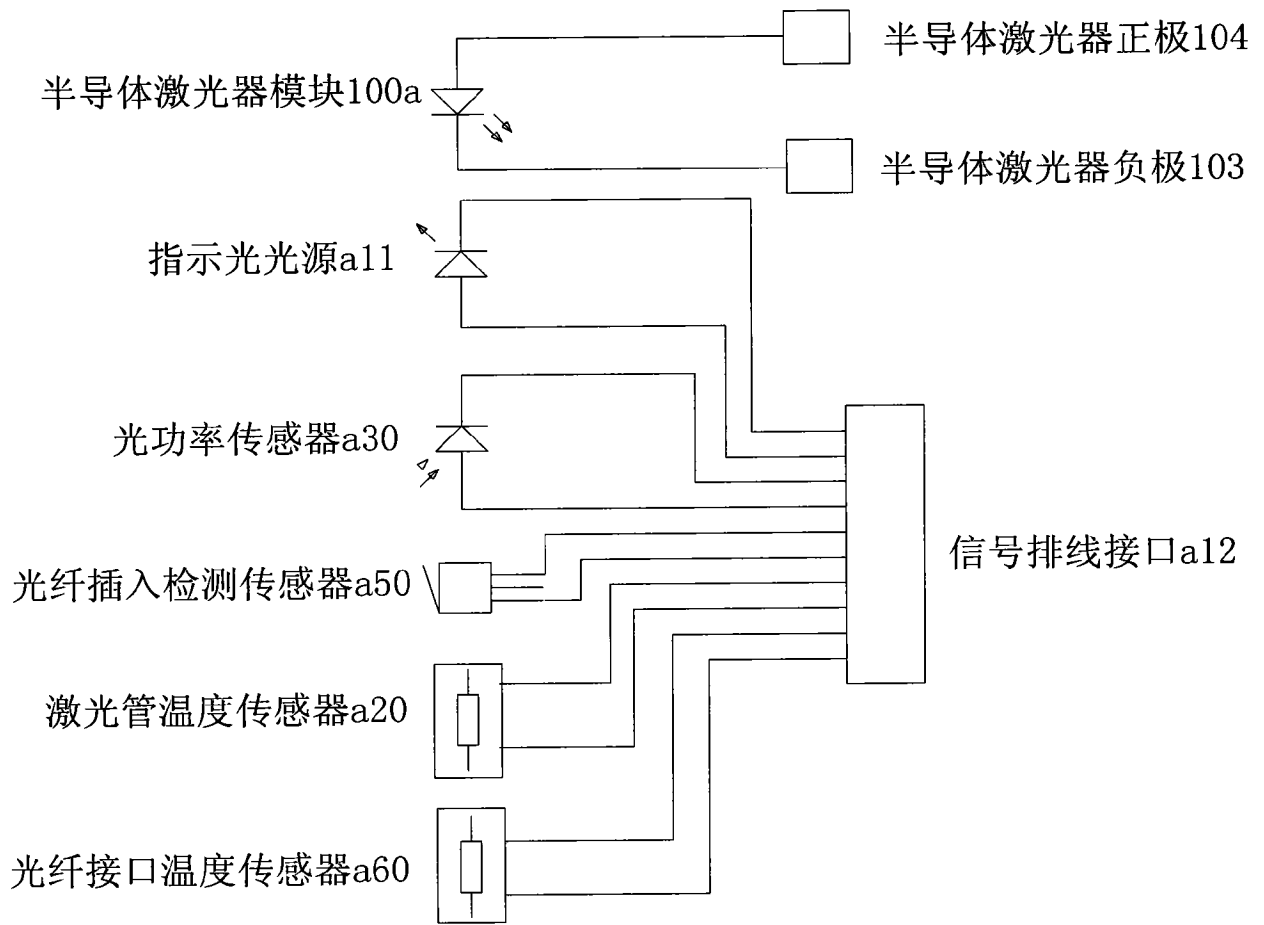 半导体激光器正极104
半导体激光器模块100a
半导体激光器负极103
指示光光源a11
光功率传感器a30
信号排线接口a12
光纤插入检测传感器a50
激光管温度传感器a20
光纤接口温度传感器a60